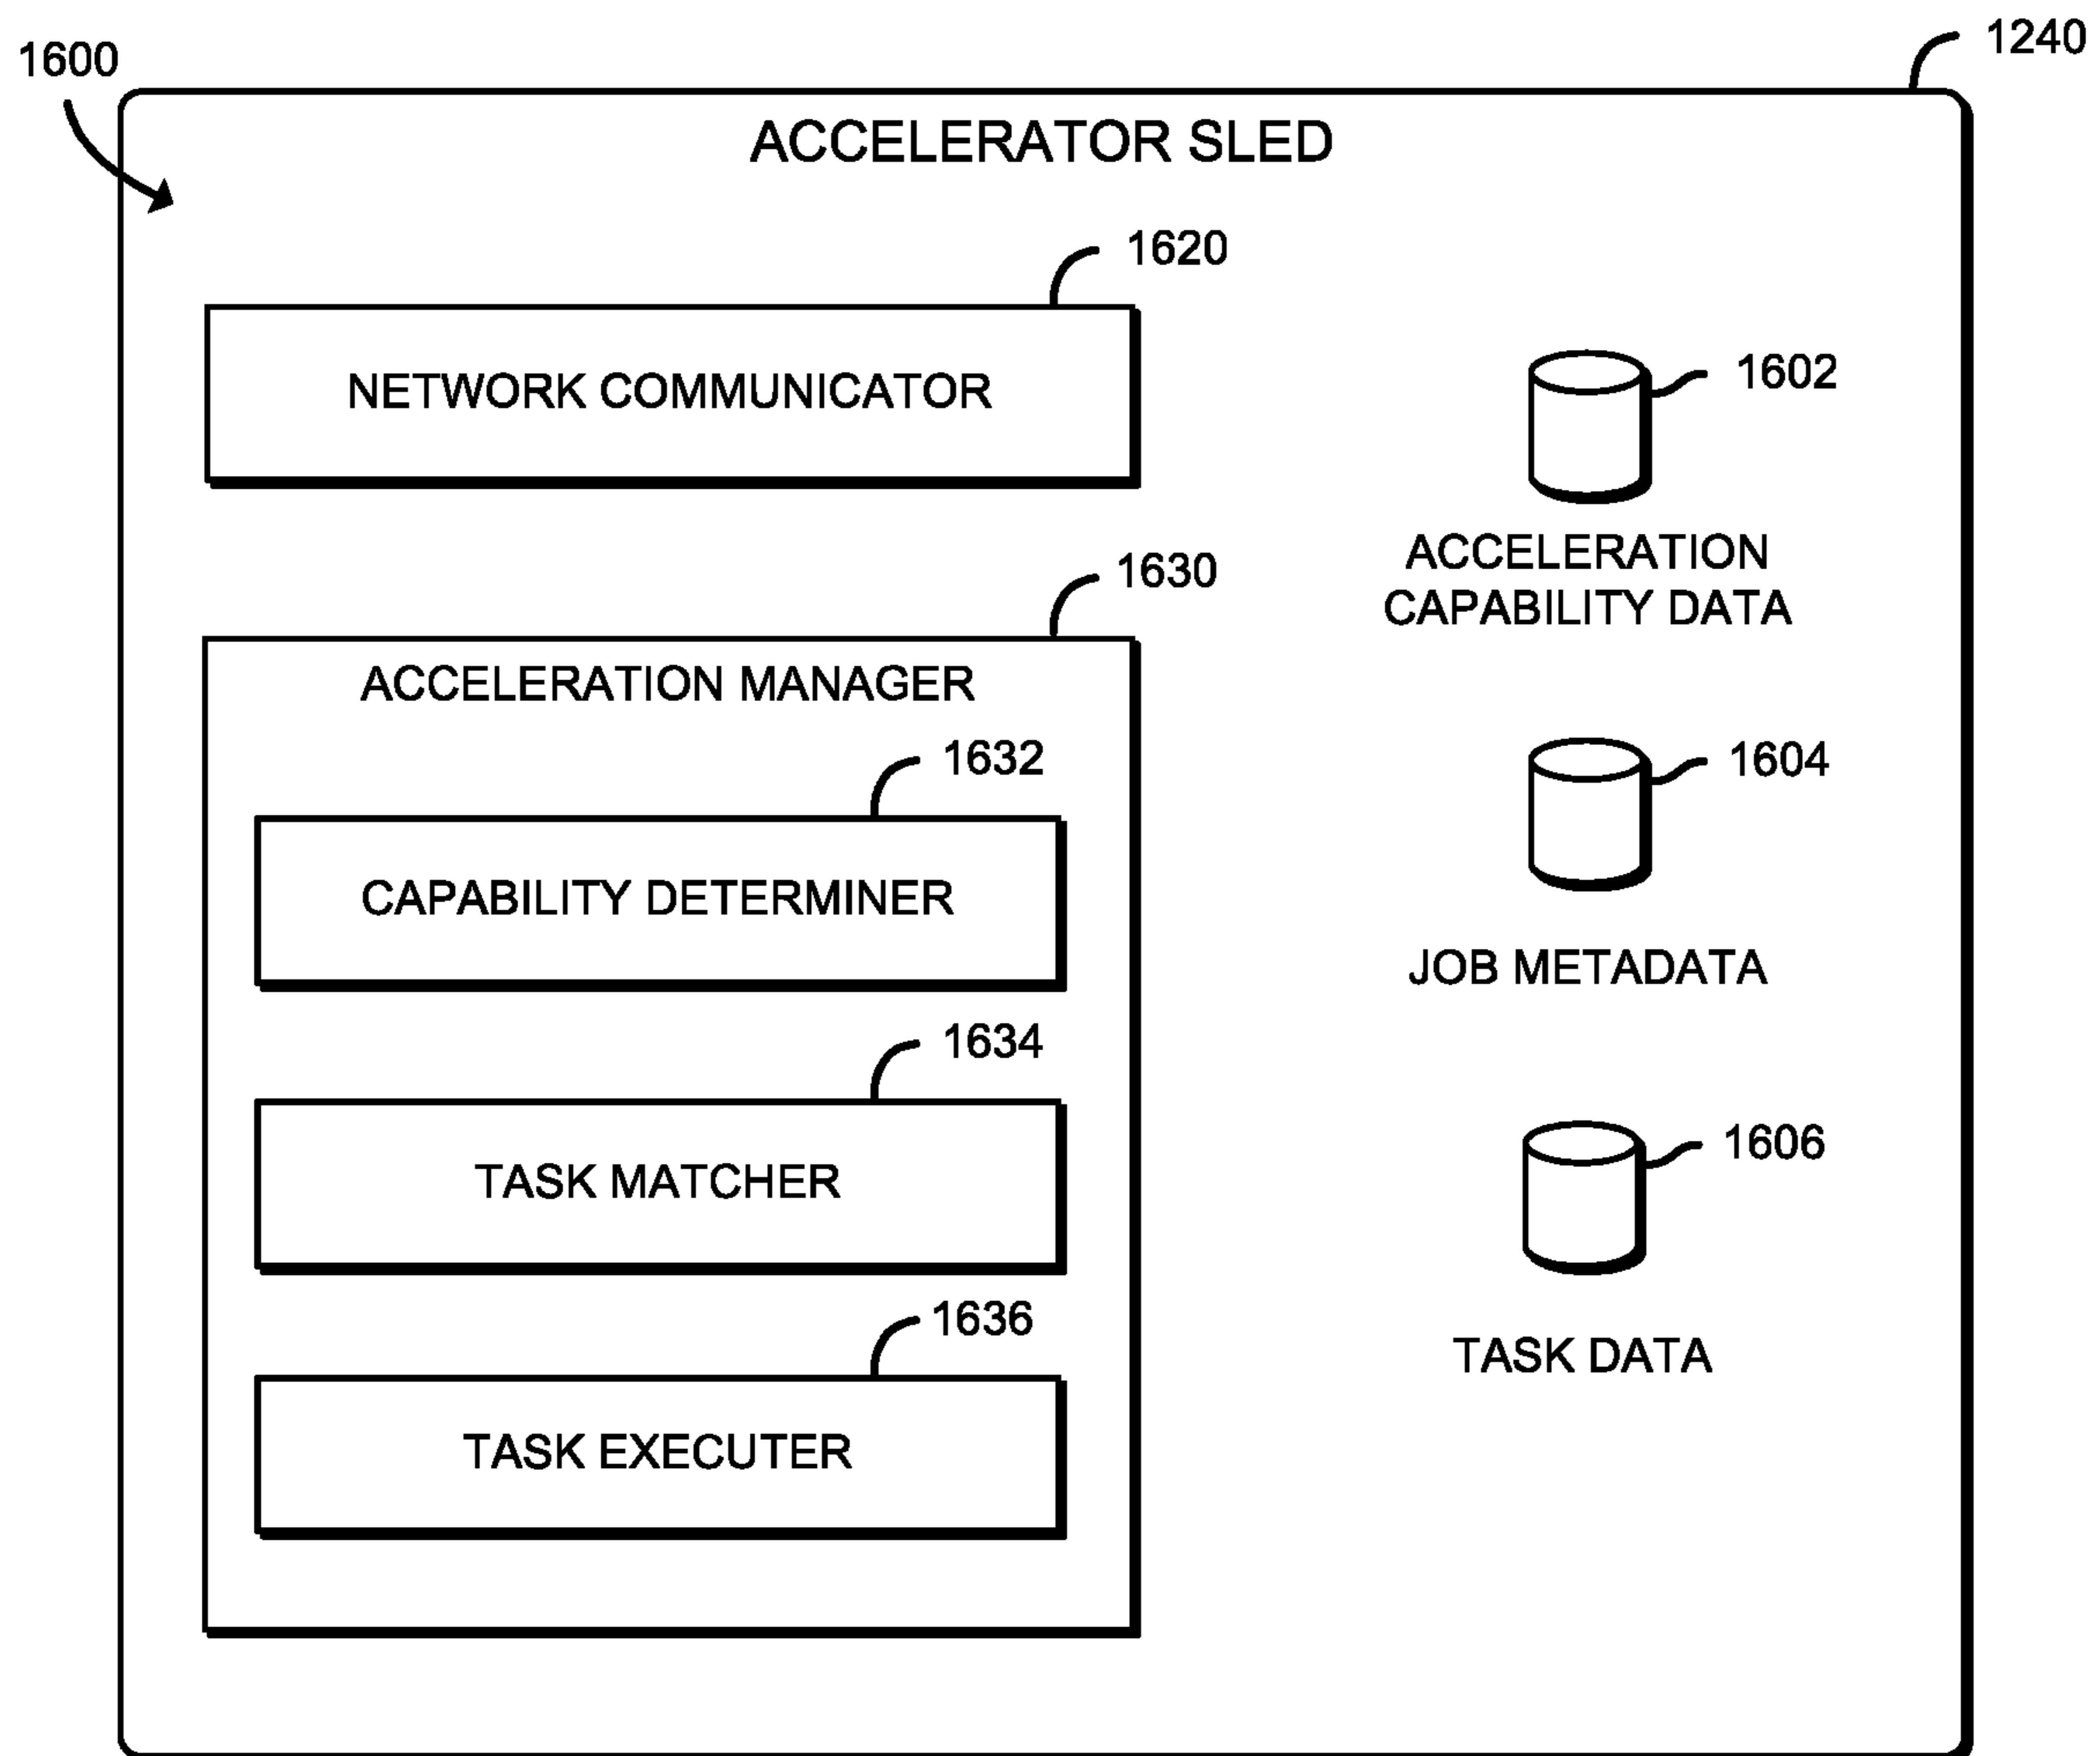 1600
1240
ACCELERATOR SLED
1620
NETWORK COMMUNICATOR
1602
ACCELERATION
CAPABILITY DATA
1630
ACCELERATION MANAGER
1632
CAPABILITY DETERMINER
1604
JOB METADATA
1634
TASK MATCHER
1606
TASK DATA
1636
TASK EXECUTER